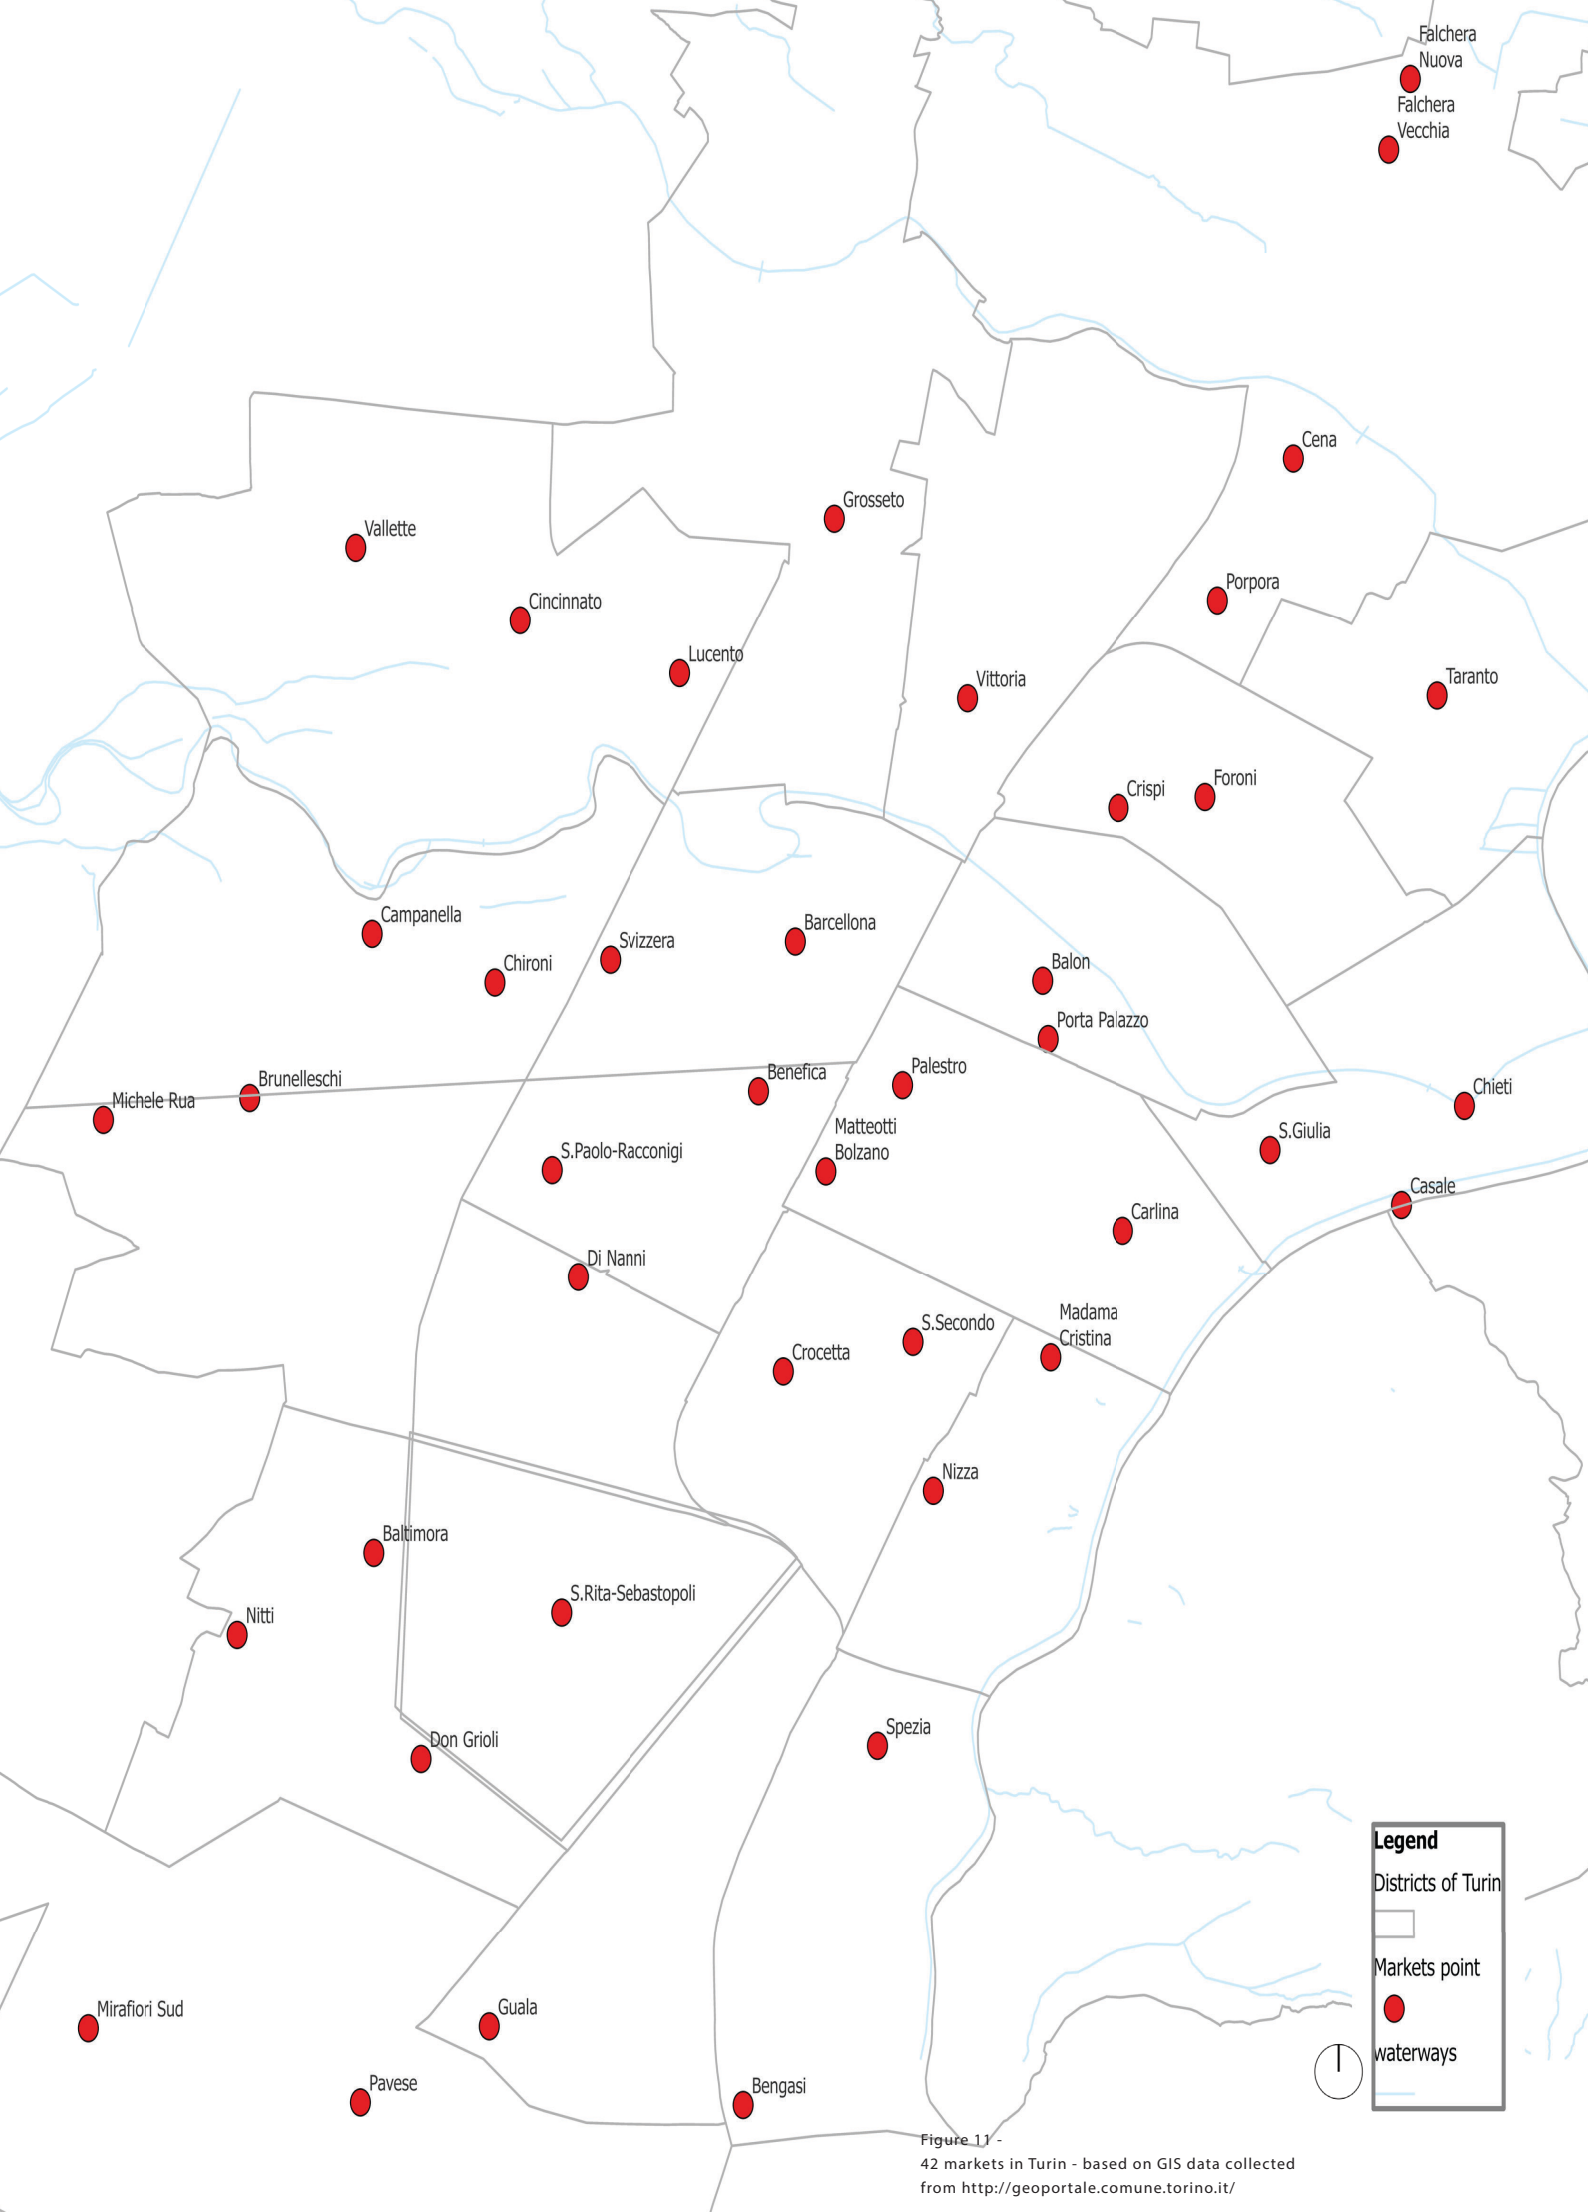 Falchera
Nuova
Falchera
Vecchia
Cena
Grosseto
Vallette
Porpora
Cincinnato
Lucento
Vittoria
Taranto
Foroni
Crispi
Campanella
Barcellona
Svizzera
Chironi
Balon
Porta Palazzo
Palestro
Benefica
Brunelleschi
Michele Rua
Chieti
Matteotti
Bolzano
S.Giulia
S.Paolo-Racconigi
Casale
Carlina
Di Nanni
Madama
Cristina
S.Secondo
Crocetta
Nizza
Baltimora
S.Rita-Sebastopoli
Nitti
Spezia
Don Grioli
Legend
Districts of Turin
Markets point
waterways
Guala
Mirafiori Sud
Pavese
Bengasi
Figure 11 -
42 markets in Turin - based on GIS data collected
from http://geoportale.comune.torino.it/